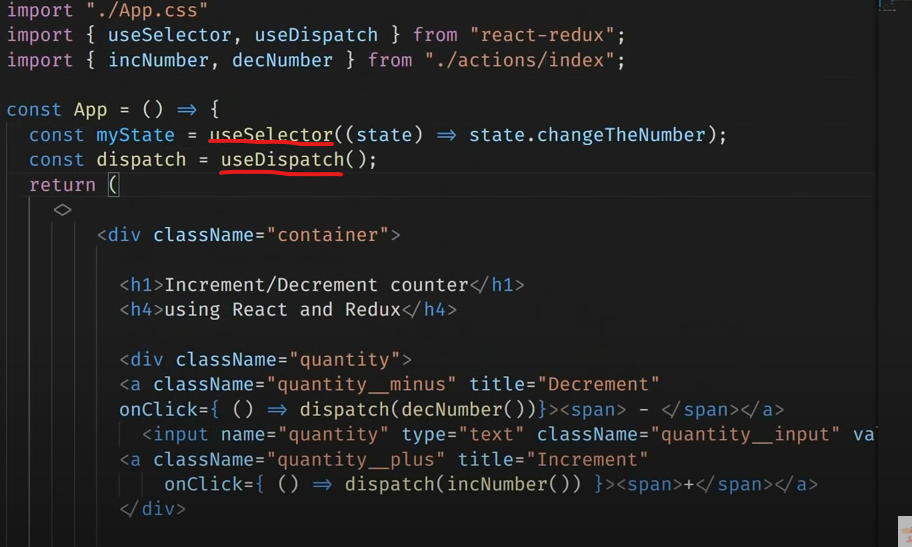 import "./App.css"
import { useSelector, useDispatch } from "react-redux";
import { incNumber, decNumber } from "./actions/index";
const App = () => {
const myState = useSelector((state) => state.changeTheNumber);
const dispatch = useDispatch();
return (
<>
<div className="container">
<h1>Increment/Decrement counter</h1>
<h4>using React and Redux</h4>
<div className="quantity">
<a className="quantity__minus" title="Decrement"
onClick={ () => dispatch(decNumber())}><span> - </span></a>
<input name="quantity" type="text" className="quantity__input" val
<a className="quantity__plus" title="Increment"
onClick={ () => dispatch(incNumber()) }><span>+</span></a>
</div>